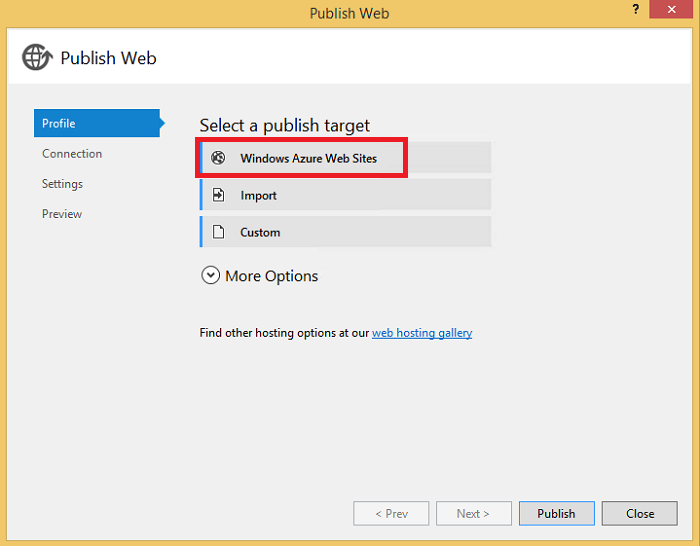 Publish Web
?
Publish Web
Profile
Connection
Settings
Preview
Select a publish target
Windows Azure Web Sites
Import
Custom
More Options
Find other hosting options at our web hosting gallery
< Prev
Next >
Publish
Close